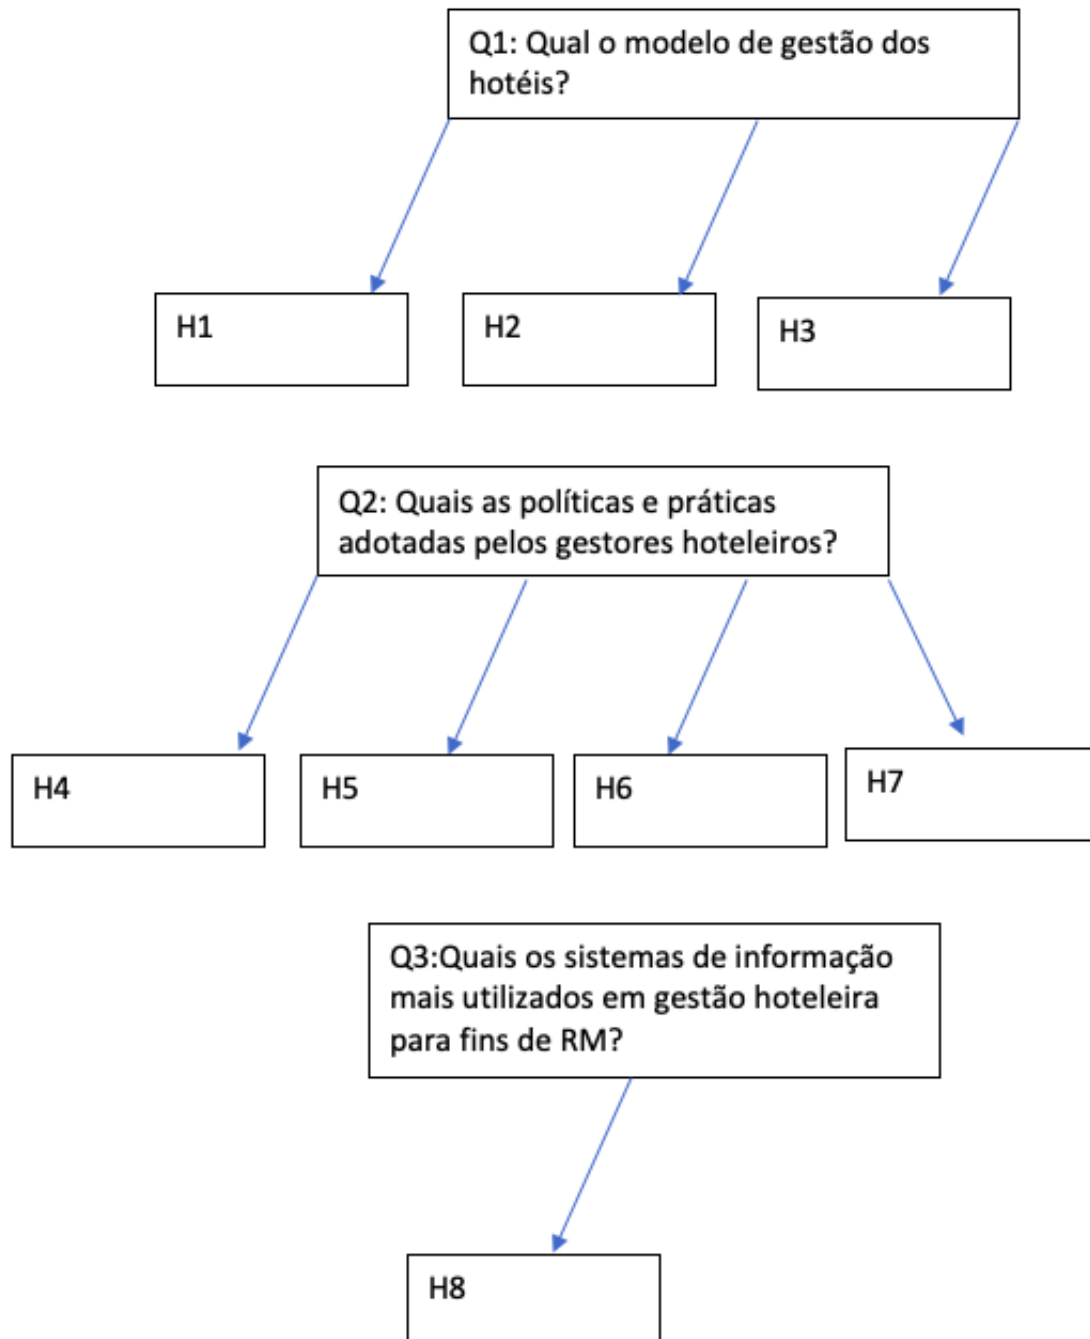 Q1: Qual o modelo de gestão dos
hotéis?
H1
H2
H3
Q2: Quais as políticas e práticas
adotadas pelos gestores hoteleiros?
H4
H5
H6
H7
Q3:Quais os sistemas de informação
mais utilizados em gestão hoteleira
para fins de RM?
H8